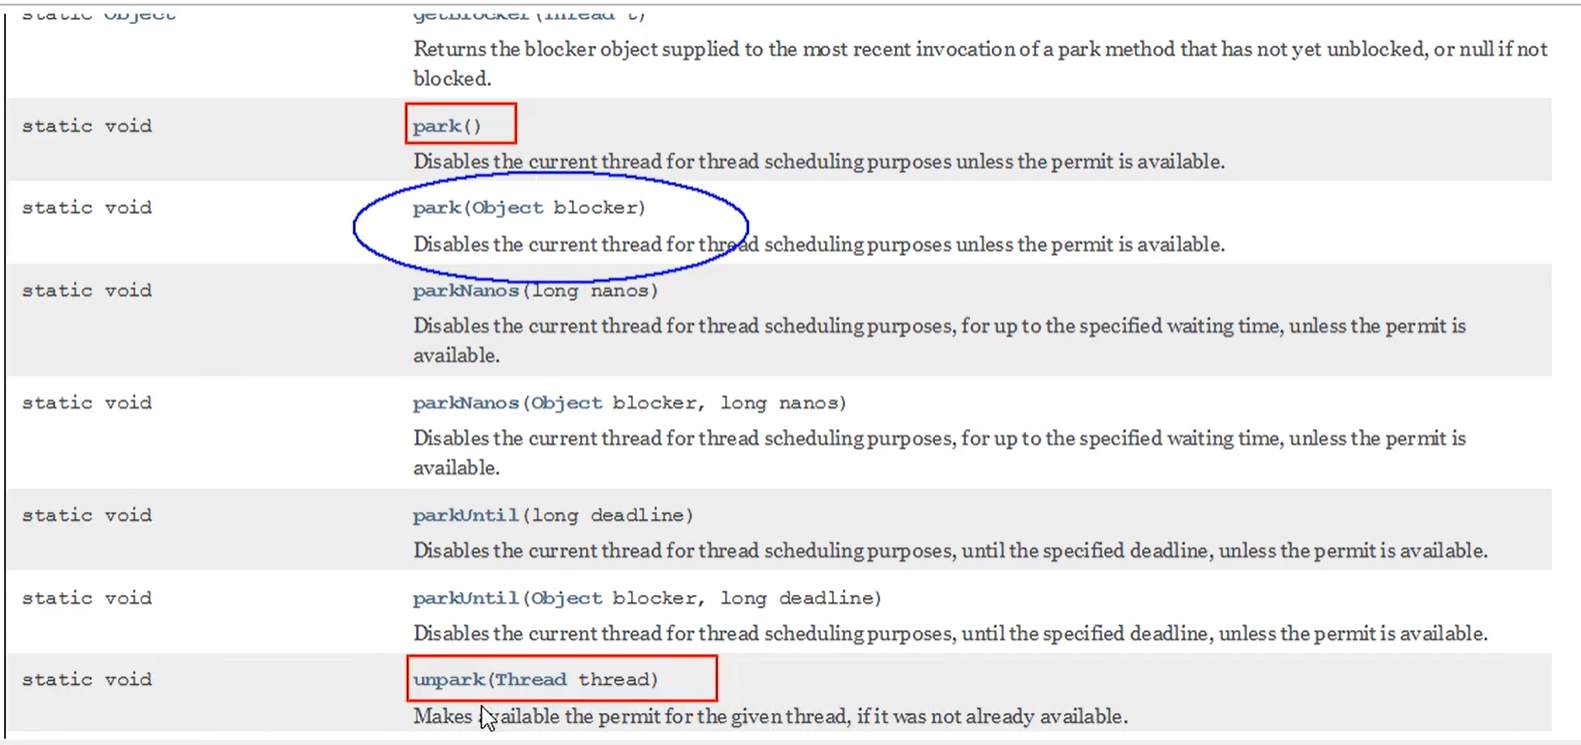 static Object getBlocker(Thread t)
Returns the blocker object supplied to the most recent invocation of a park method that has not yet unblocked, or null if not
blocked.
static void park()
Disables the current thread for thread scheduling purposes unless the permit is available.
static void park(Object blocker)
Disables the current thread for thread scheduling purposes unless the permit is available.
static void parkNanos(long nanos)
Disables the current thread for thread scheduling purposes, for up to the specified waiting time, unless the permit is
available.
static void parkNanos(Object blocker, long nanos)
Disables the current thread for thread scheduling purposes, for up to the specified waiting time, unless the permit is
available.
static void parkUntil(long deadline)
Disables the current thread for thread scheduling purposes, until the specified deadline, unless the permit is available.
static void parkUntil(Object blocker, long deadline)
Disables the current thread for thread scheduling purposes, until the specified deadline, unless the permit is available.
static void unpark(Thread thread)
Makes available the permit for the given thread, if it was not already available.